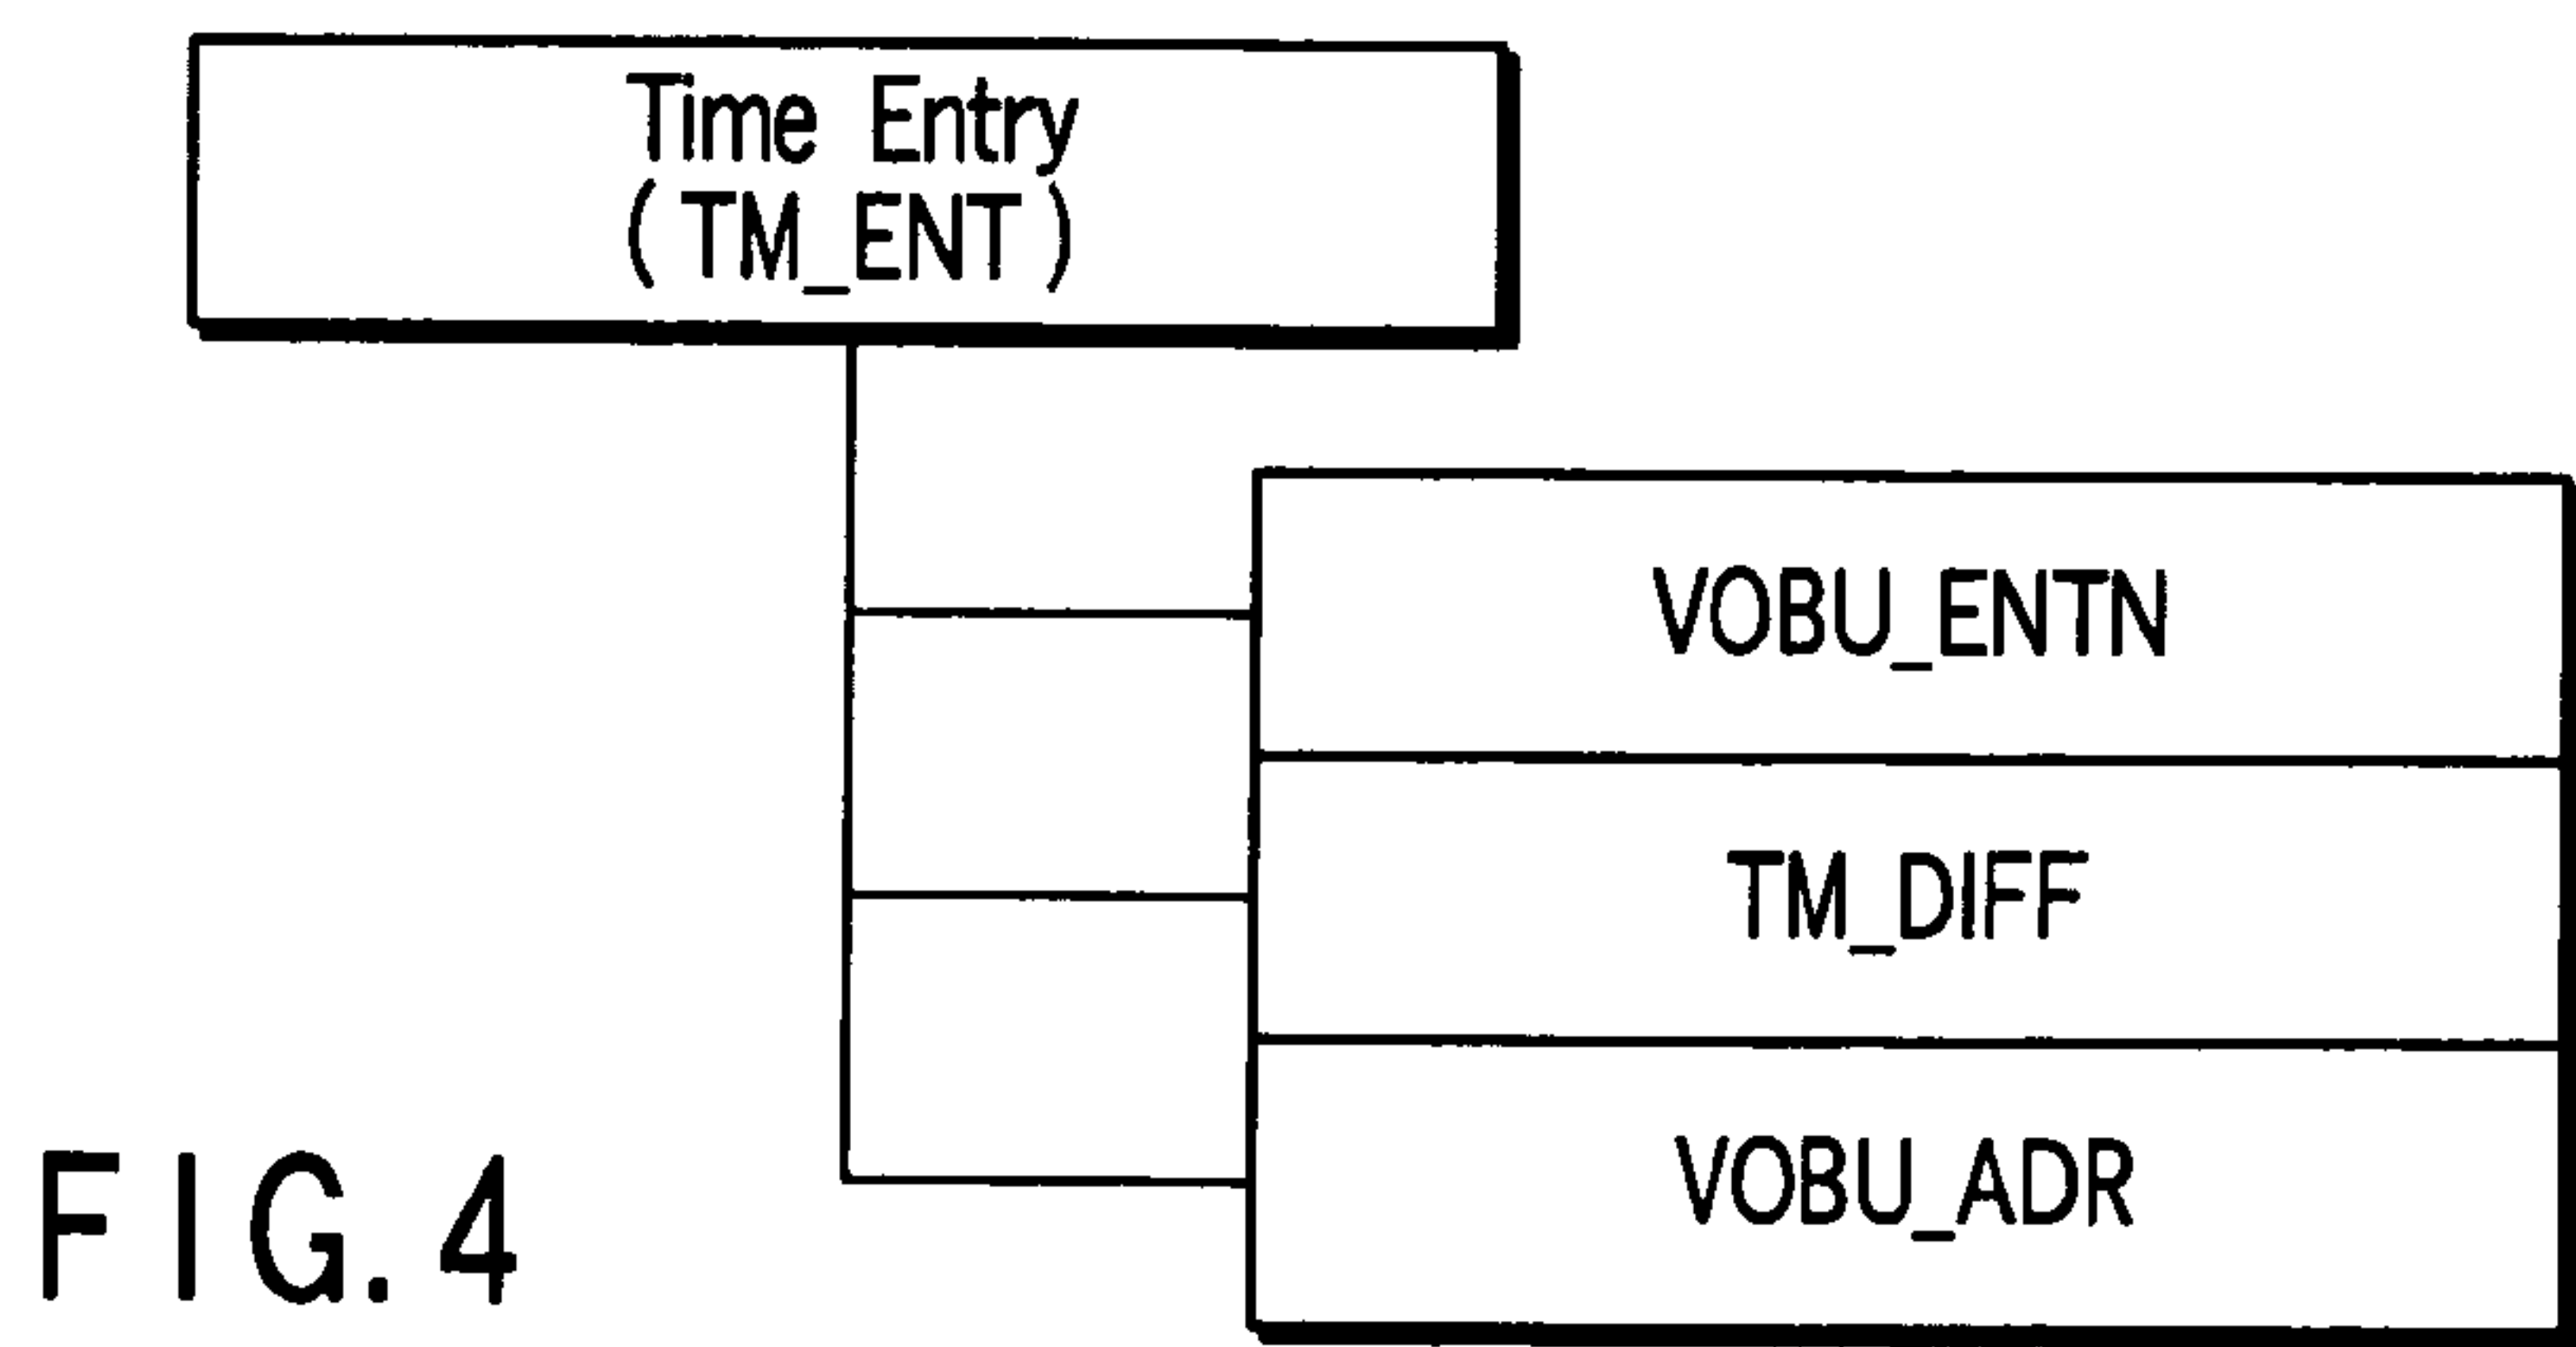 Time Entry
(TM_ENT)
VOBU_ENTN
TM_DIFF
VOBU_ADR
FIG.4